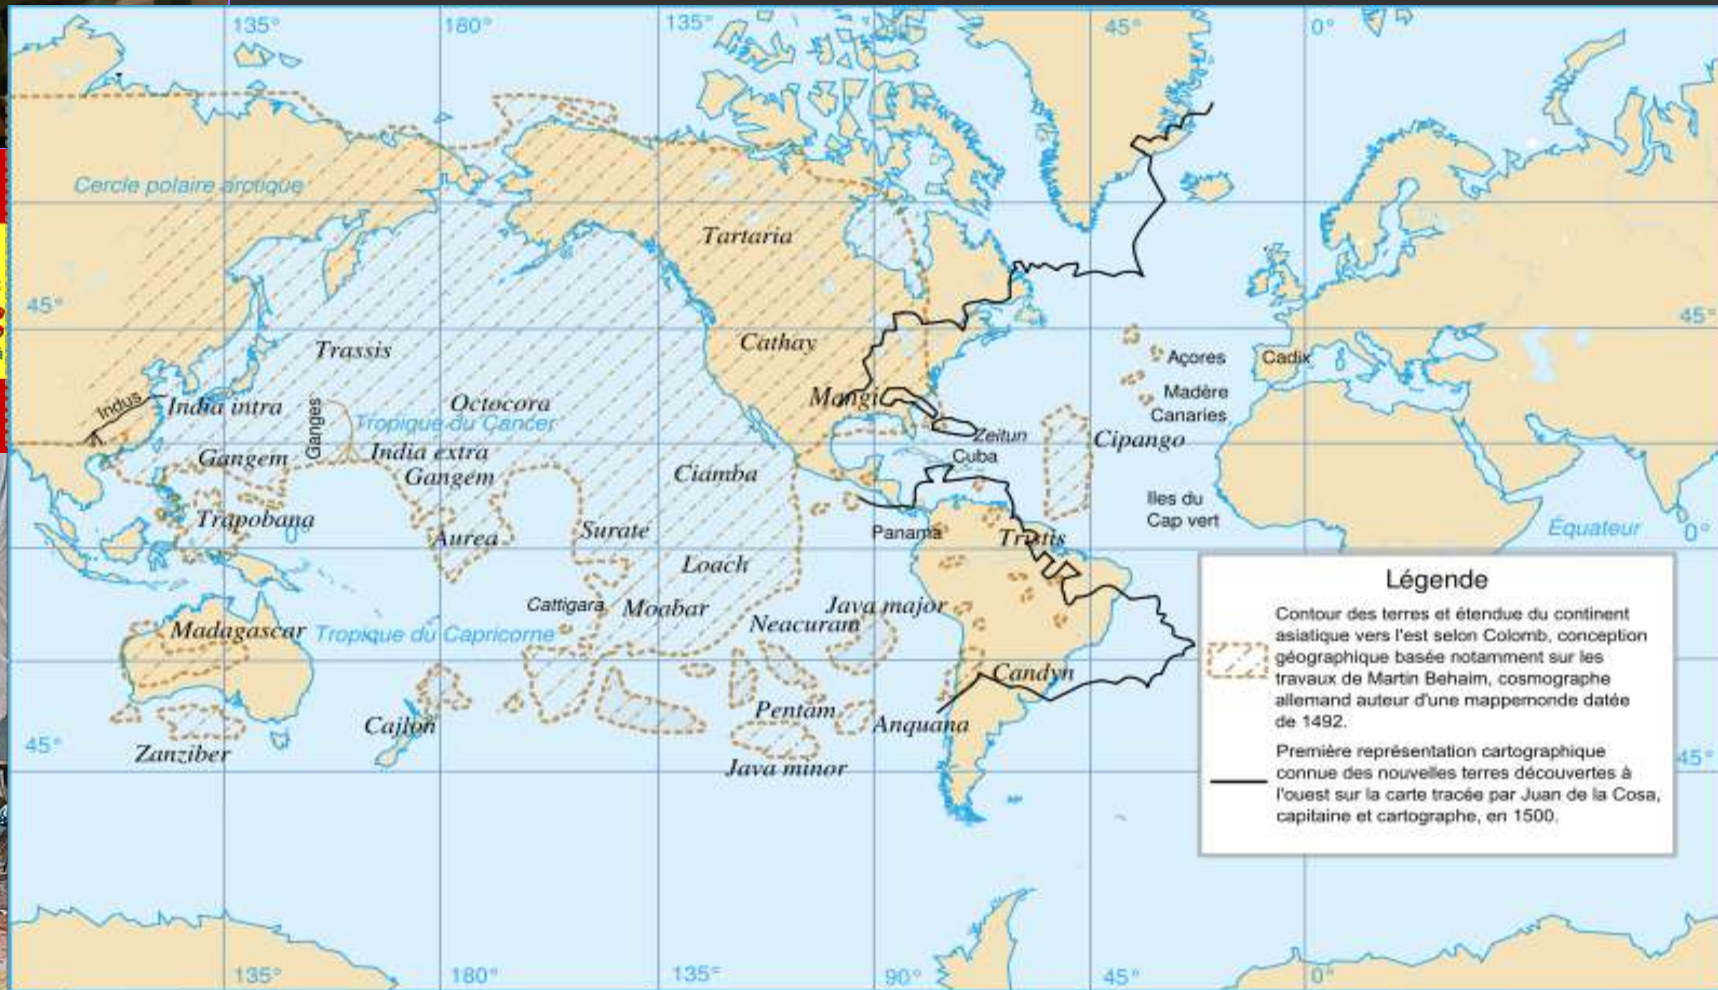 135°
180°
135°
45°
0°
Cercle polaire arctique
Tartaria
45°
45°
Trassis
Cathay
Açores
Cadix
Indus
India intra
Ganges
Octocora
Mangi
Madère
Canaries
Tropique du Cancer
Zeitun
Cipango
Gangem
India extra
Gangem
Cuba
Ciamba
Iles du
Cap vert
Trapobana
0°
Aurea
Surate
Panama
Tristis
Équateur
0°
Loach
Cattigara
Moabar
Java major
Neacuram
Madagascar
Tropique du Capricorne
Candyn
Pentam
Anquana
Cajlon
45°
Zanziber
Java minor
45°
Légende
Contour des terres et étendue du continent
asiatique vers l'est selon Colomb, conception
géographique basée notamment sur les
travaux de Martin Behaim, cosmographe
allemand auteur d'une mappemonde datée
de 1492.
Première représentation cartographique
connue des nouvelles terres découvertes à
l'ouest sur la carte tracée par Juan de la Cosa,
capitaine et cartographe, en 1500.
135°
180°
135°
90°
45°
0°